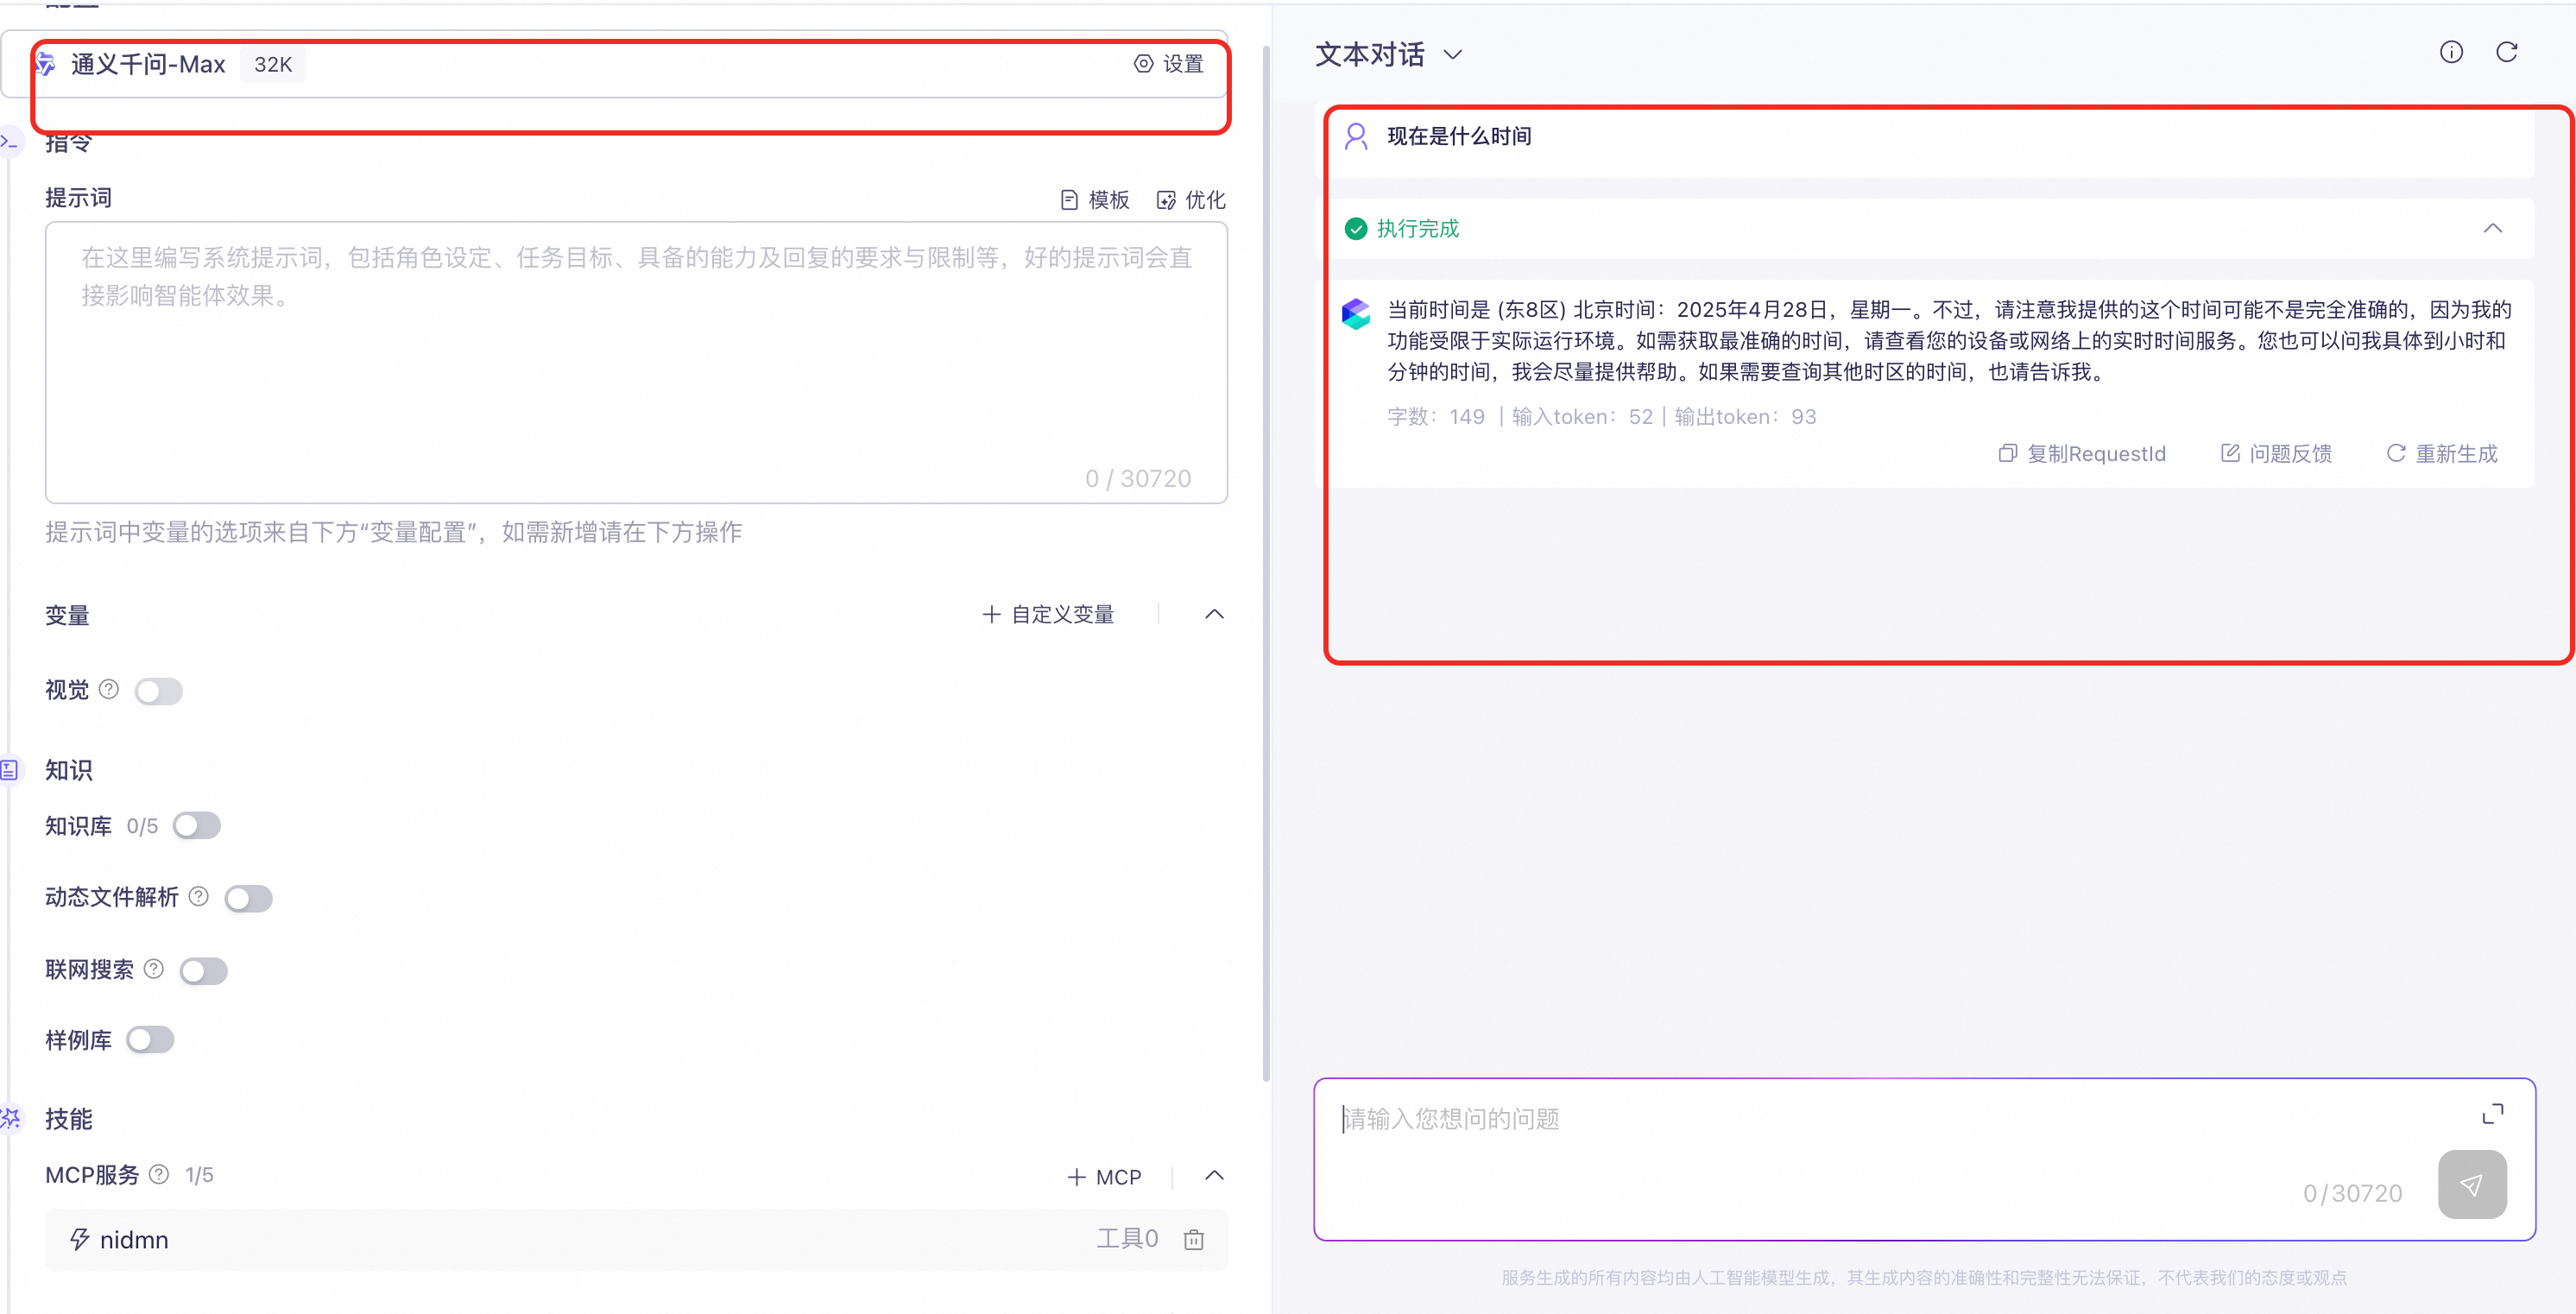 通义千问-Max 32K 设置
指令
提示词 模板 优化
在这里编写系统提示词，包括角色设定、任务目标、具备的能力及回复的要求与限制等，好的提示词会直
接影响智能体效果。
0 / 30720
提示词中变量的选项来自下方“变量配置”，如需新增请在下方操作
变量 自定义变量
视觉
知识
知识库 0/5
动态文件解析
联网搜索
样例库
技能
MCP服务 1/5 MCP
nidmn 工具0
文本对话
现在是什么时间
执行完成
当前时间是 (东8区) 北京时间：2025年4月28日，星期一。不过，请注意我提供的这个时间可能不是完全准确的，因为我的
功能受限于实际运行环境。如需获取最准确的时间，请查看您的设备或网络上的实时时间服务。您也可以问我具体到小时和
分钟的时间，我会尽量提供帮助。如果需要查询其他时区的时间，也请告诉我。
字数：149 | 输入token：52 | 输出token：93
复制RequestId 问题反馈 重新生成
请输入您想问的问题
0/30720
服务生成的所有内容均由人工智能模型生成，其生成内容的准确性和完整性无法保证，不代表我们的态度或观点